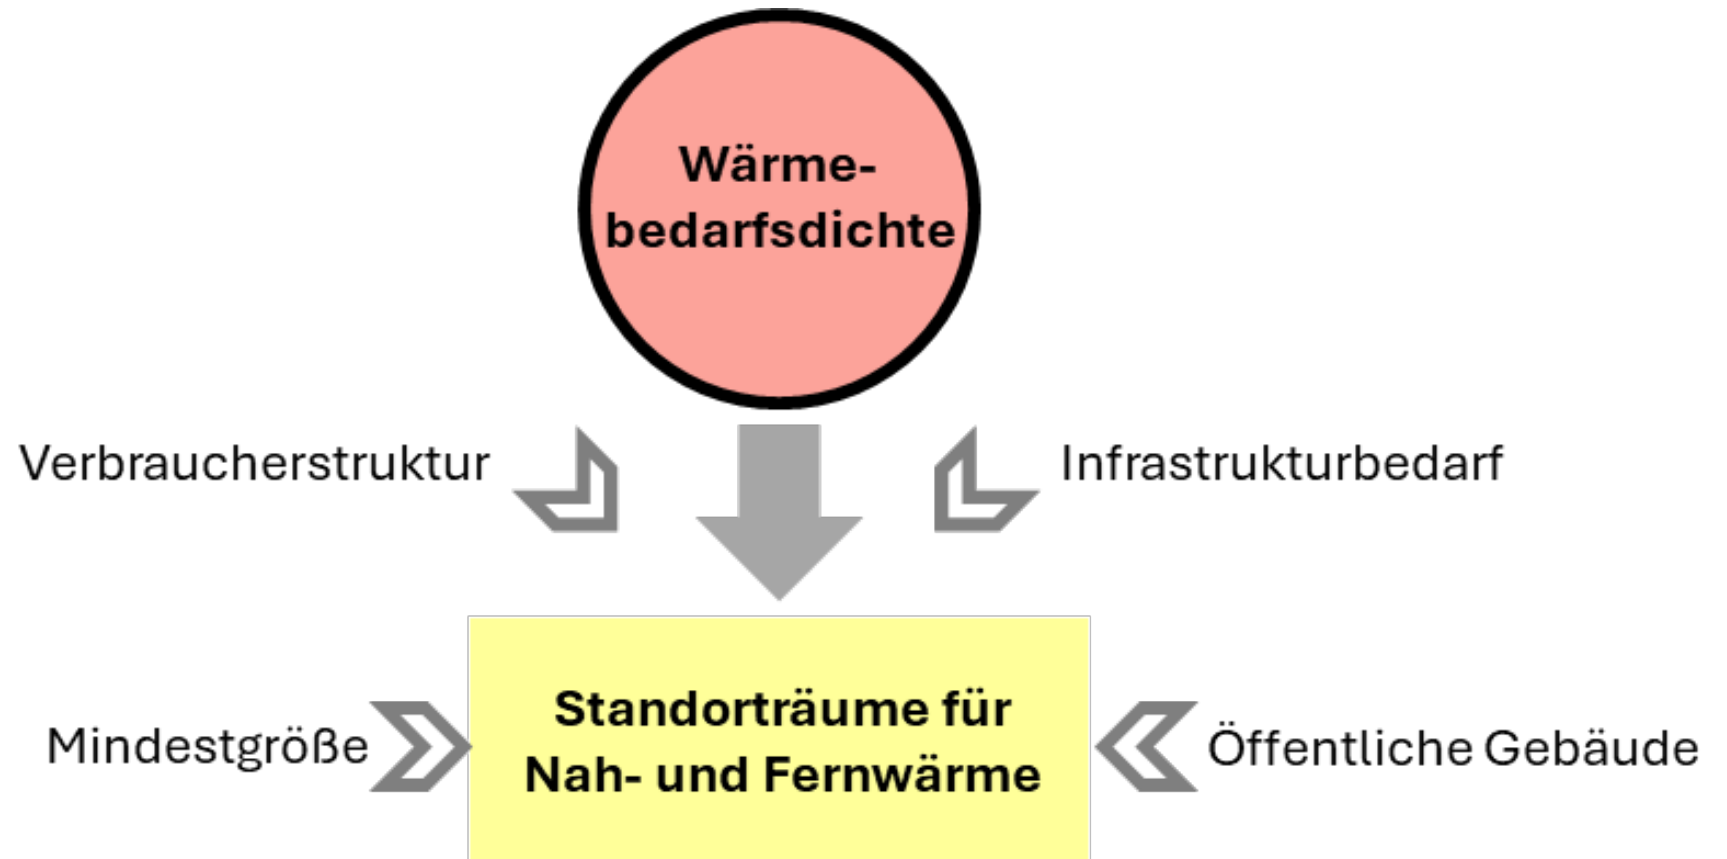 Wärme-
bedarfsdichte
Verbraucherstruktur
Infrastrukturbedarf
Mindestgröße
Standorträume für
Nah- und Fernwärme
Öffentliche Gebäude